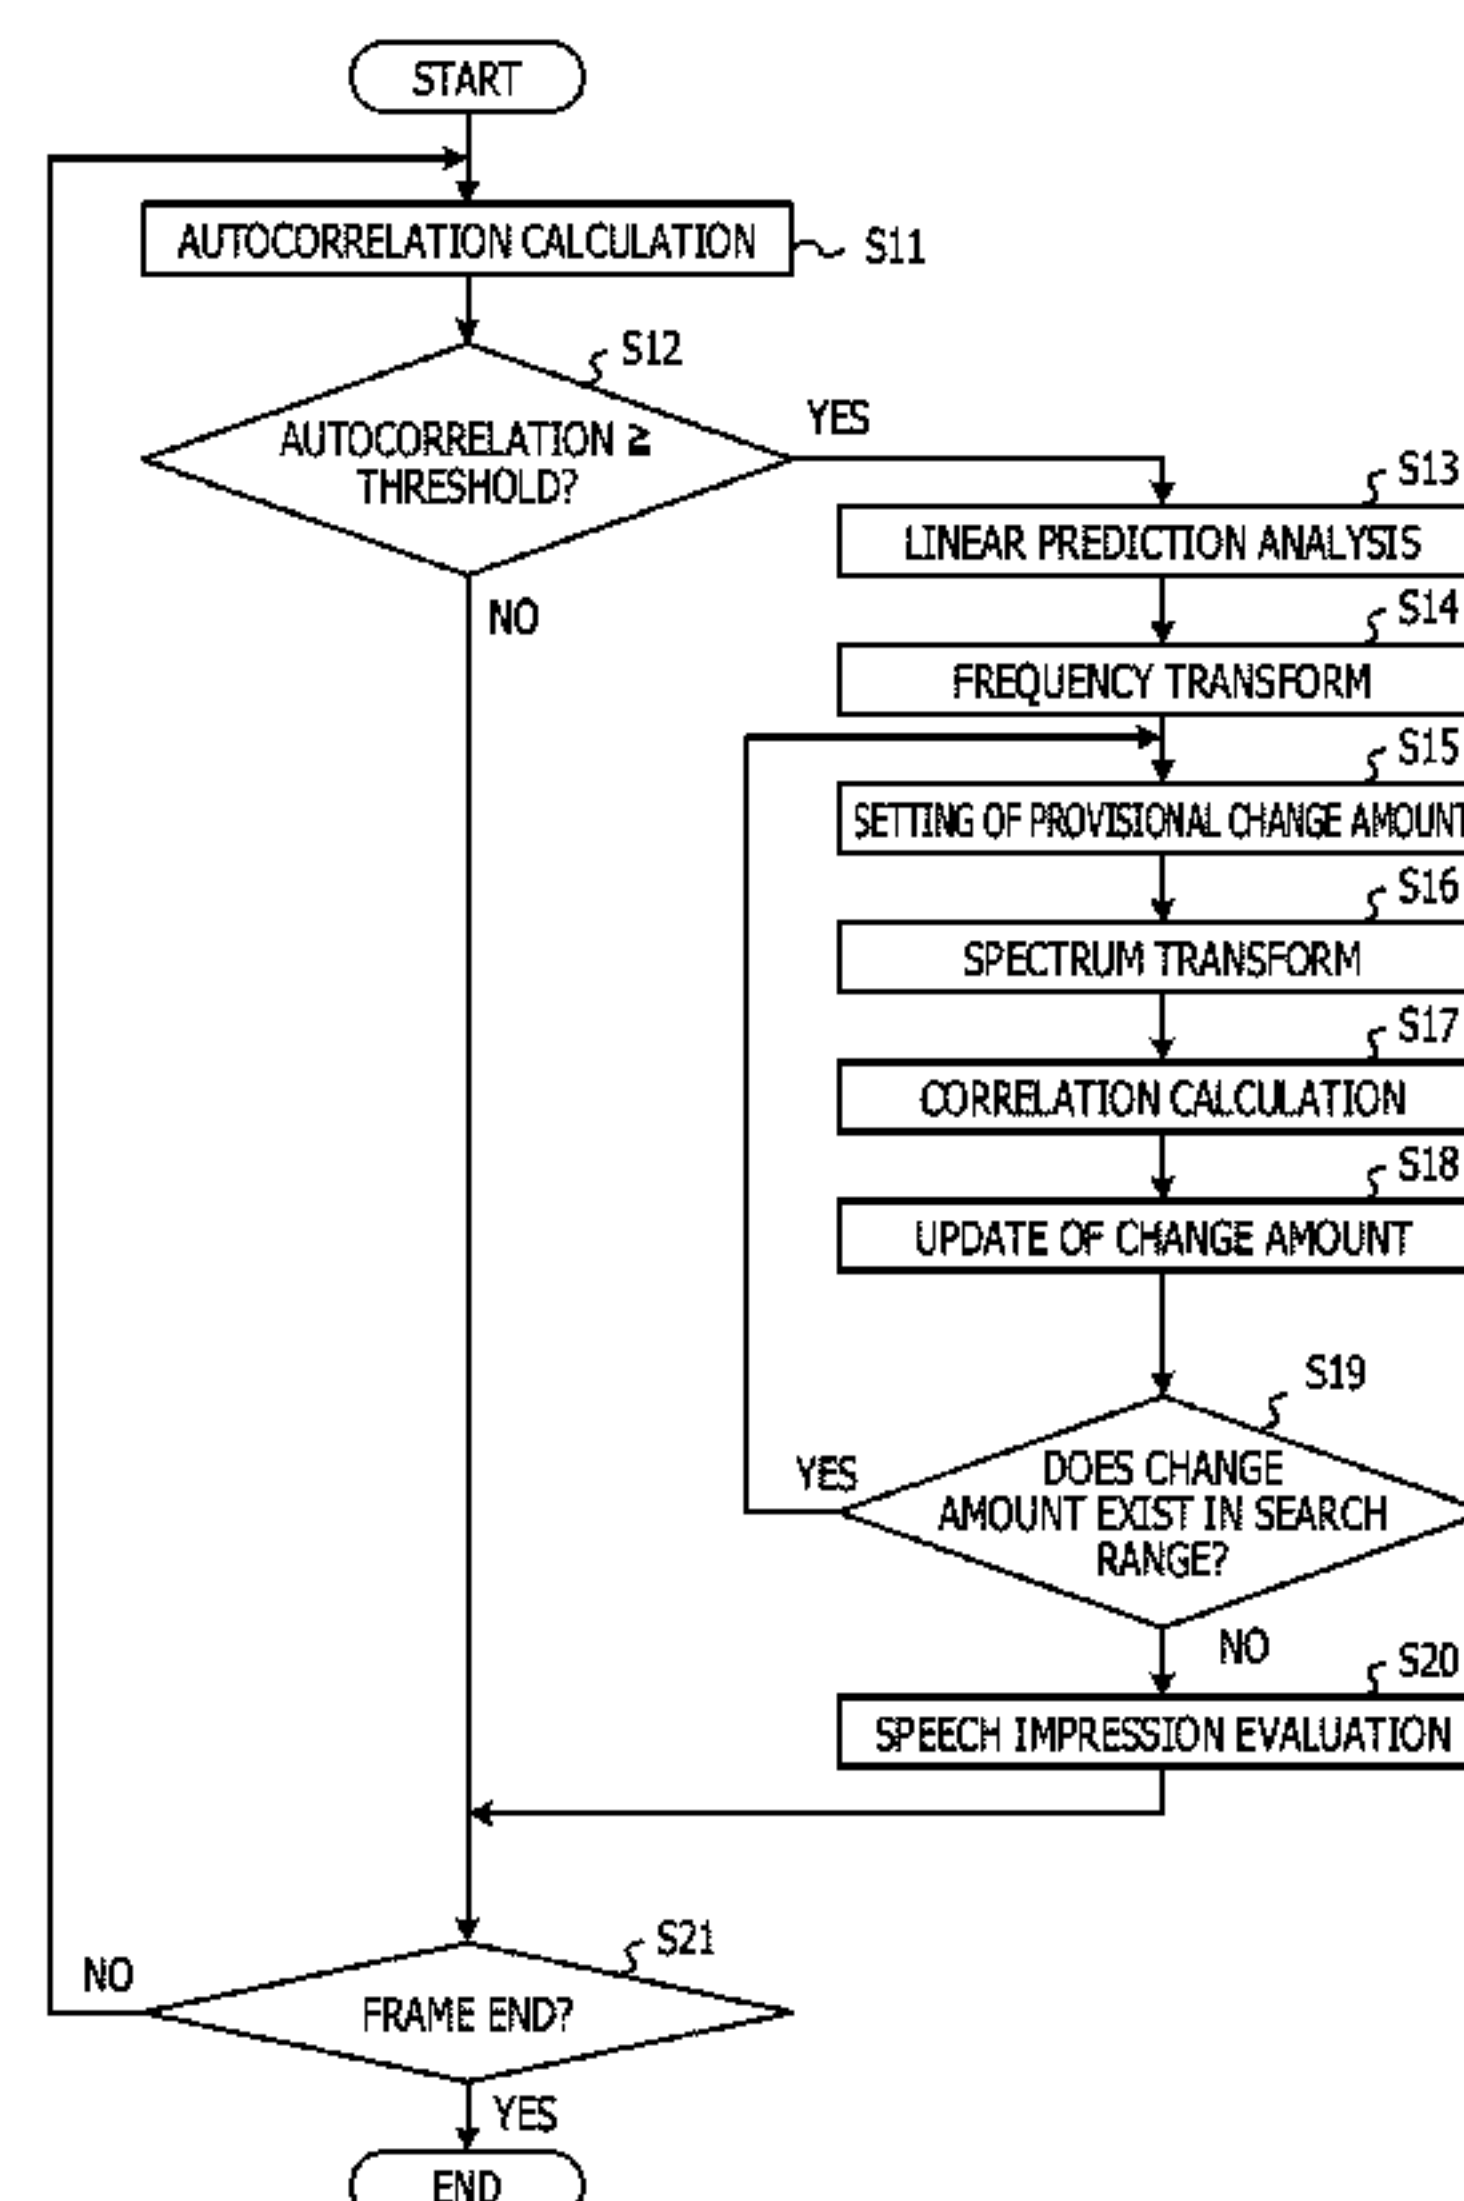 START
AUTOCORRELATION CALCULATION
S11
S12
AUTOCORRELATION ≧
THRESHOLD?
YES
NO
S13
LINEAR PREDICTION ANALYSIS
S14
FREQUENCY TRANSFORM
S15
SETTING OF PROVISIONAL CHANGE AMOUNT
S16
SPECTRUM TRANSFORM
S17
CORRELATION CALCULATION
S18
UPDATE OF CHANGE AMOUNT
S19
DOES CHANGE
AMOUNT EXIST IN SEARCH
RANGE?
YES
NO
S20
SPEECH IMPRESSION EVALUATION
S21
FRAME END?
NO
YES
END